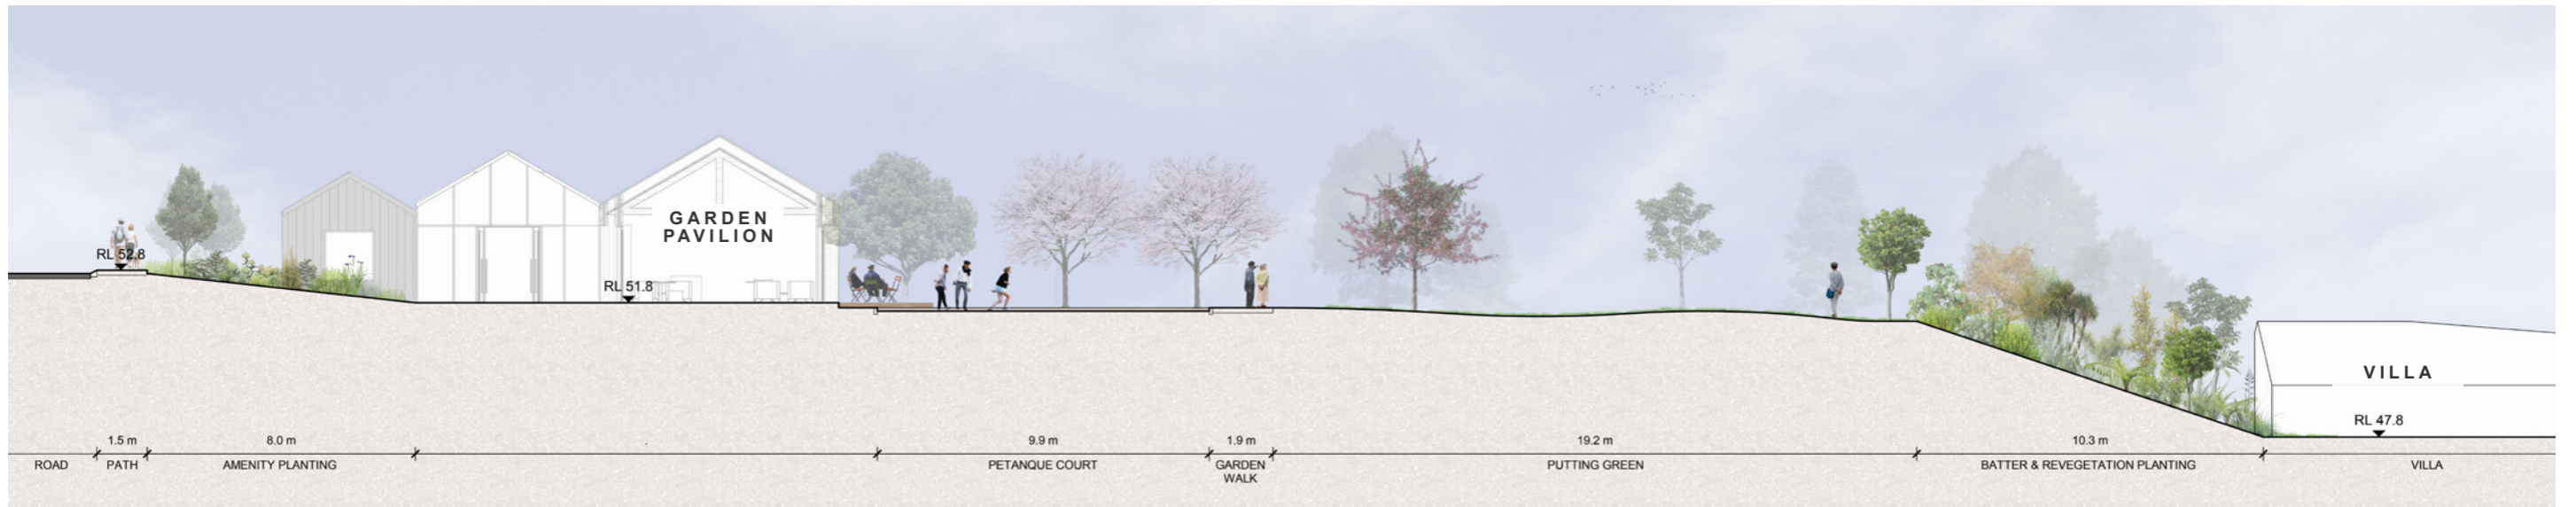 GARDEN
PAVILION
RL 52.8
RL 51.8
VILLA
RL 47.8
1.5 m
8.0 m
9.9 m
1.9 m
19.2 m
10.3 m
ROAD
PATH
AMENITY PLANTING
PETANQUE COURT
GARDEN
WALK
PUTTING GREEN
BATTER & REVEGETATION PLANTING
VILLA